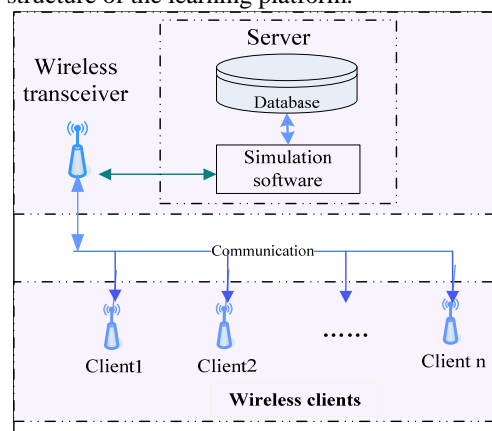 structure of the learning platform.
Server
Wireless
transceiver
Database
Simulation
software
Communication
Client1
Client2
......
Client n
Wireless clients